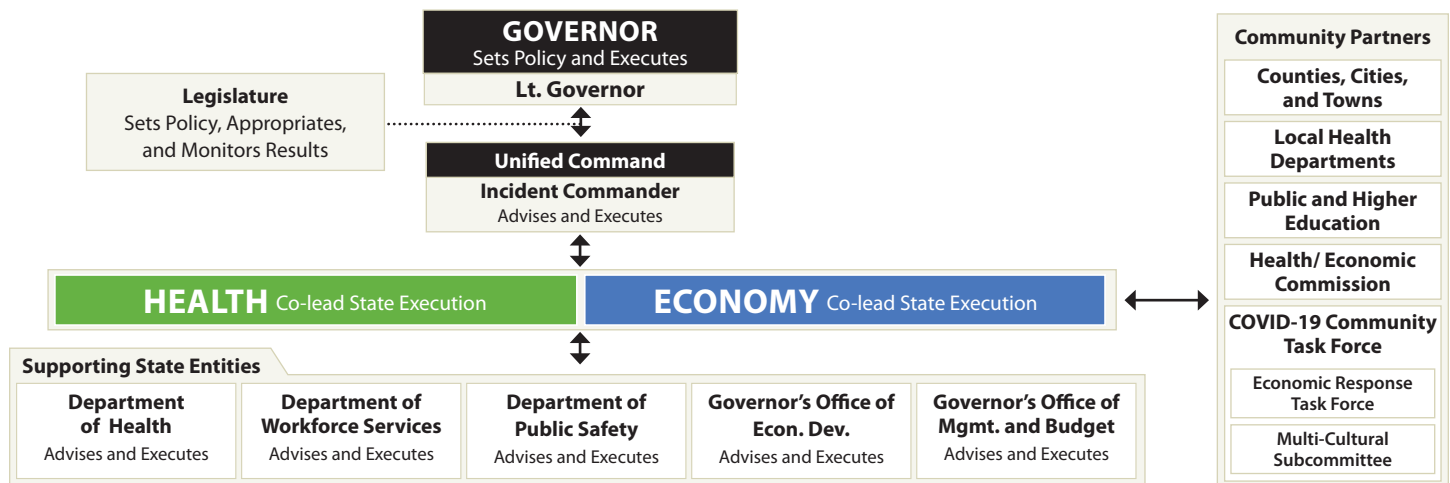 GOVERNOR
Sets Policy and Executes
Lt. Governor
Legislature
Sets Policy, Appropriates,
and Monitors Results
Unified Command
Incident Commander
Advises and Executes
HEALTH Co-lead State Execution
ECONOMY Co-lead State Execution
Supporting State Entities
Department
of Health
Advises and Executes
Department of
Workforce Services
Advises and Executes
Department of
Public Safety
Advises and Executes
Governor's Office of
Econ. Dev.
Advises and Executes
Governor's Office of
Mgmt. and Budget
Advises and Executes
Community Partners
Counties, Cities,
and Towns
Local Health
Departments
Public and Higher
Education
Health/ Economic
Commission
COVID-19 Community
Task Force
Economic Response
Task Force
Multi-Cultural
Subcommittee